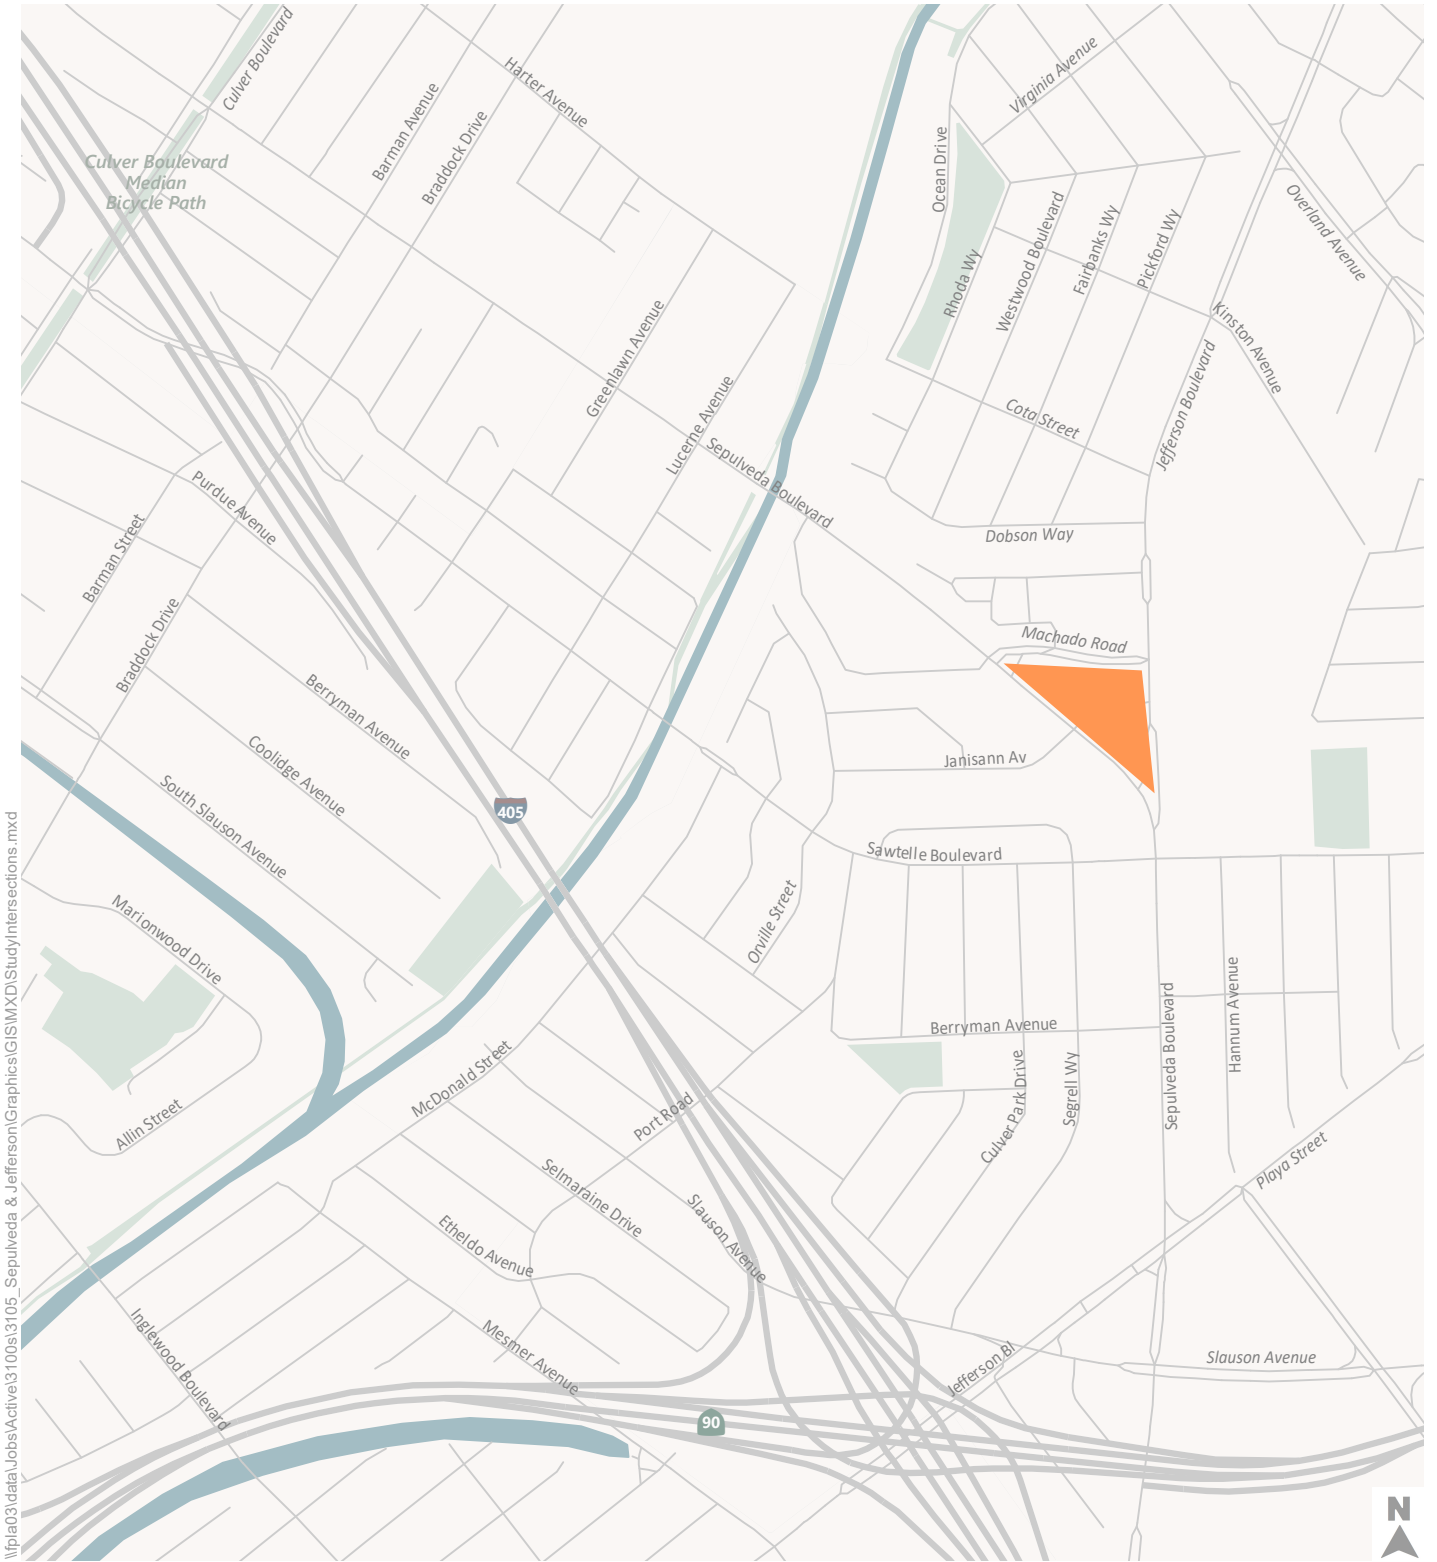 Culver Boulevard
Harter Avenue
Virginia Avenue
Barman Avenue
Braddock Drive
Ocean Drive
Culver Boulevard
Median
Bicycle Path
Overland Avenue
Westwood Boulevard
Fairbanks Wy
Pickford Wy
Rhoda Wy
Kinston Avenue
Greenlawn Avenue
Jefferson Boulevard
Lucerne Avenue
Cota Street
Sepulveda Boulevard
Purdue Avenue
Dobson Way
Barman Street
Braddock Drive
Machado Road
Berryman Avenue
Coolidge Avenue
Janisann Av
South Slauson Avenue
405
Sawtelle Boulevard
Marionwood Drive
Orville Street
Hannum Avenue
Sepulveda Boulevard
Berryman Avenue
McDonald Street
Culver Park Drive
Segrell Wy
Allin Street
Port Road
Playa Street
Selmaraine Drive
Slauson Avenue
Etheldo Avenue
Inglewood Boulevard
Mesmer Avenue
Jefferson Bl
Slauson Avenue
90
N
\\fpla03\data\Jobs\Active\3100s\3105_Sepulveda & Jefferson\Graphics\GIS\MXD\StudyIntersections.mxd